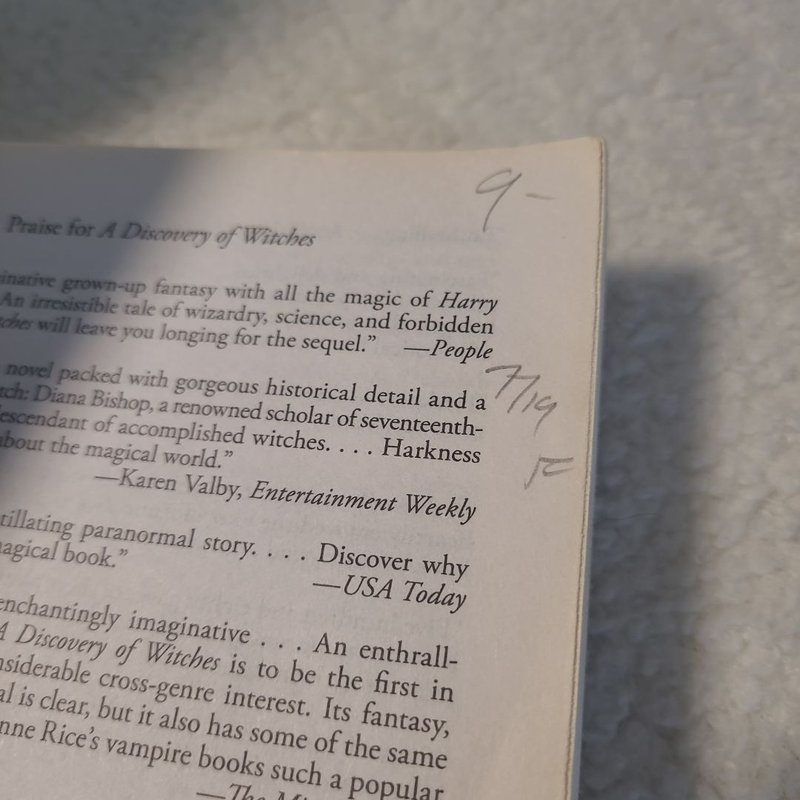 9-
Praise for A Discovery of Witches
inative grown-up fantasy with all the magic of Harry
An irresistible tale of wizardry, science, and forbidden
tches will leave you longing for the sequel.” —People
7/19
novel packed with gorgeous historical detail and a
tch: Diana Bishop, a renowned scholar of seventeenth-
descendant of accomplished witches. . . . Harkness
about the magical world.”
—Karen Valby, Entertainment Weekly
tillating paranormal story. . . . Discover why
agical book.”
—USA Today
enchantingly imaginative . . . An enthrall-
A Discovery of Witches is to be the first in
nsiderable cross-genre interest. Its fantasy,
al is clear, but it also has some of the same
nne Rice’s vampire books such a popular
—The